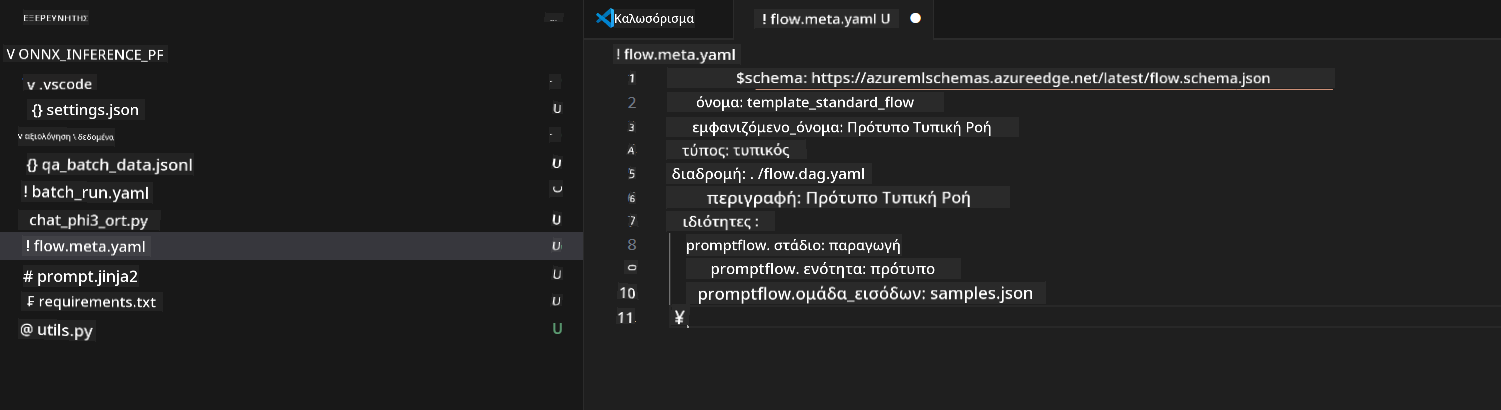 ΕΞΕΡΕΥΝΗΤΗΣ ...
V ONNX_INFERENCE_PF
v .vscode
{} settings.json U
v αξιολόγηση \ δεδομένα
{} qa_batch_data.jsonl U
! batch_run.yaml
chat_phi3_ort.py U
! flow.meta.yaml U
# prompt.jinja2 U
requirements.txt U
@ utils.py U
Καλωσόρισμα ! flow.meta.yaml U
! flow.meta.yaml
1 $schema: https://azuremlschemas.azureedge.net/latest/flow.schema.json
2 όνομα: template_standard_flow
3 εμφανιζόμενο_όνομα: Πρότυπο Τυπική Ροή
τύπος: τυπικός
5 διαδρομή: . /flow.dag.yaml
6 περιγραφή: Πρότυπο Τυπική Ροή
7 ιδιότητες :
8 promptflow. στάδιο: παραγωγή
promptflow. ενότητα: πρότυπο
10 promptflow.ομάδα_εισόδων: samples.json
11. ¥